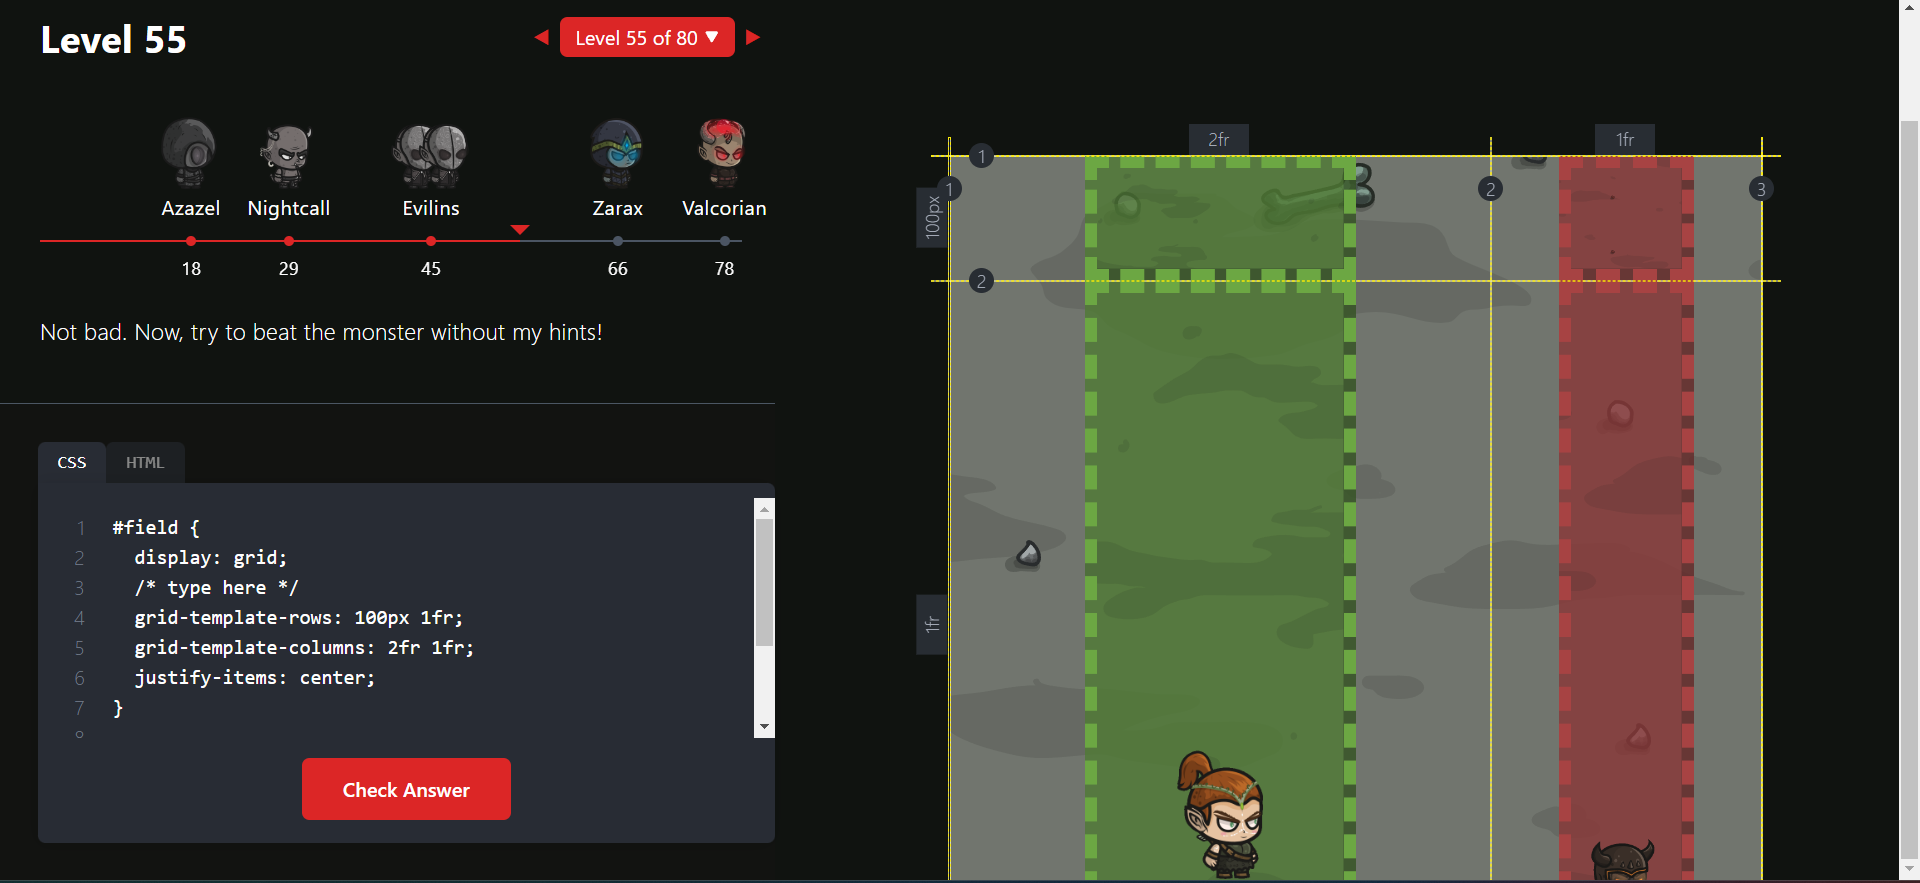 Level 55
Level 55 of 80
Azazel Nightcall Evilins Zarax Valcorian
18 29 45 66 78
Not bad. Now, try to beat the monster without my hints!
CSS HTML
1 #field {
2 display: grid;
3 /* type here */
4 grid-template-rows: 100px 1fr;
5 grid-template-columns: 2fr 1fr;
6 justify-items: center;
7 }
Check Answer
2fr 1fr
1
1 2 3
100px
2
1fr